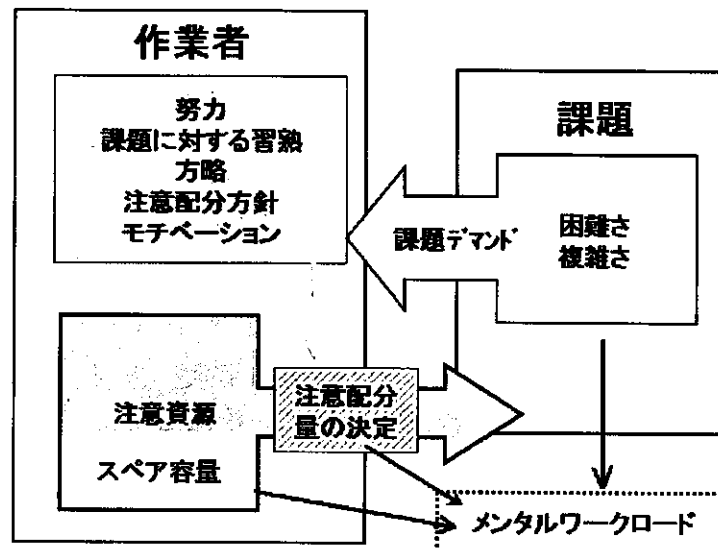 作業者
努力
課題に対する習熟
方略
注意配分方針
モチベーション
課題
課題デマンド
困難さ
複雑さ
注意資源
スペア容量
注意配分
量の決定
メンタルワークロード